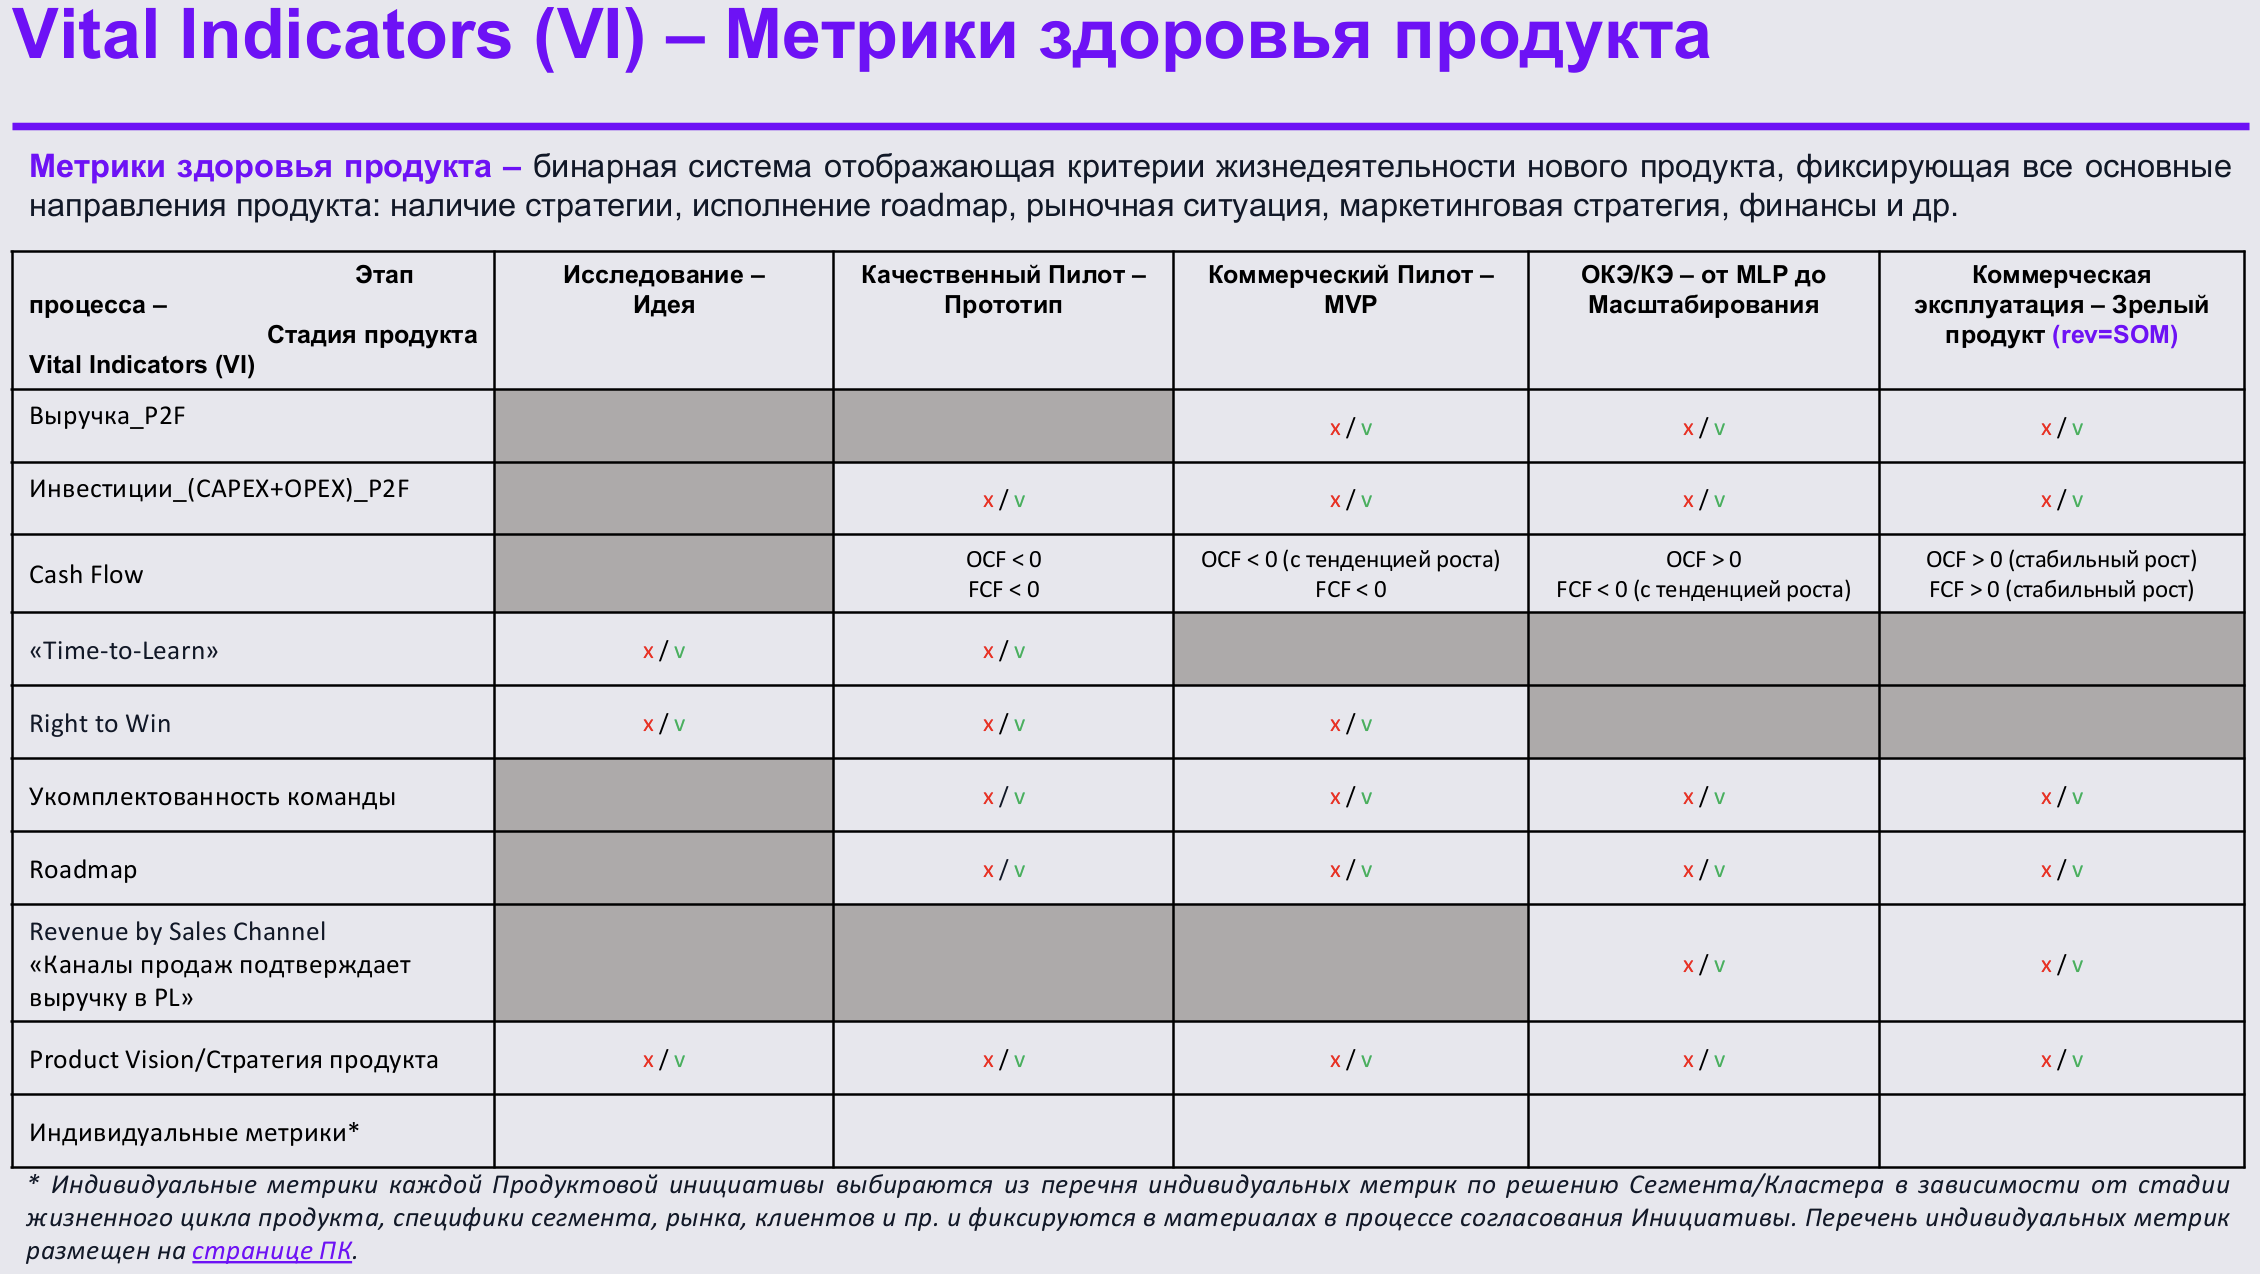 Vital Indicators (VI) – Метрики здоровья продукта
Метрики здоровья продукта – бинарная система отображающая критерии жизнедеятельности нового продукта, фиксирующая все основные
направления продукта: наличие стратегии, исполнение roadmap, рыночная ситуация, маркетинговая стратегия, финансы и др.
Этап
процесса –
Стадия продукта
Vital Indicators (VI)
Исследование –
Идея
Качественный Пилот –
Прототип
Коммерческий Пилот –
MVP
ОКЭ/КЭ – от MLP до
Масштабирования
Коммерческая
эксплуатация – Зрелый
продукт (rev=SOM)
Выручка_P2F
x / v
x / v
x / v
Инвестиции_(CAPEX+OPEX)_P2F
x / v
x / v
x / v
x / v
Cash Flow
OCF < 0
FCF < 0
OCF < 0 (с тенденцией роста)
FCF < 0
OCF > 0
FCF < 0 (с тенденцией роста)
OCF > 0 (стабильный рост)
FCF > 0 (стабильный рост)
«Time-to-Learn»
x / v
x / v
Right to Win
x / v
x / v
x / v
Укомплектованность команды
x / v
x / v
x / v
x / v
Roadmap
x / v
x / v
x / v
x / v
Revenue by Sales Channel
«Каналы продаж подтверждает
выручку в PL»
x / v
x / v
Product Vision/Стратегия продукта
x / v
x / v
x / v
x / v
x / v
Индивидуальные метрики*
* Индивидуальные метрики каждой Продуктовой инициативы выбираются из перечня индивидуальных метрик по решению Сегмента/Кластера в зависимости от стадии
жизненного цикла продукта, специфики сегмента, рынка, клиентов и пр. и фиксируются в материалах в процессе согласования Инициативы. Перечень индивидуальных метрик
размещен на странице ПК.